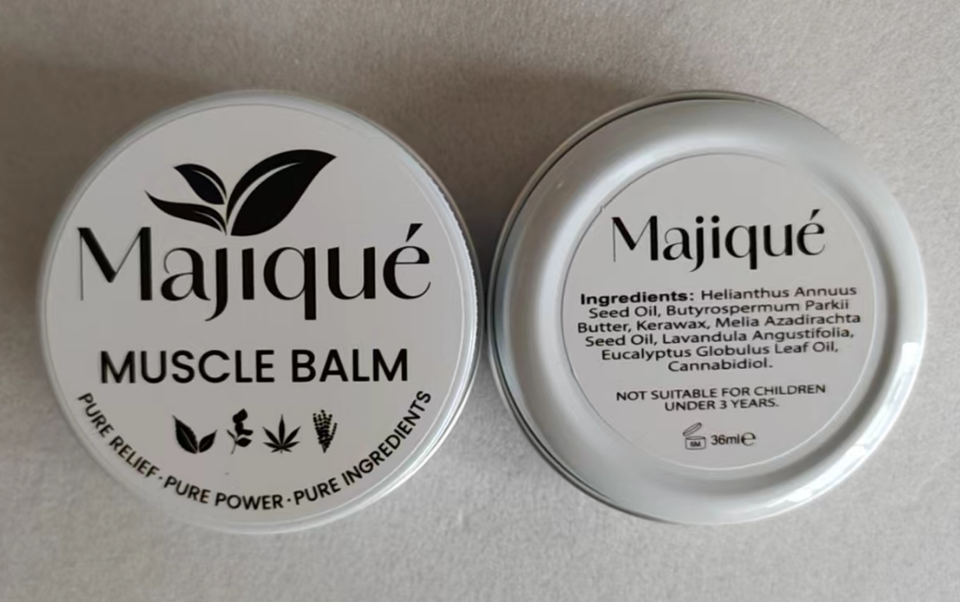 Majiqué
MUSCLE BALM
PURE RELIEF·PURE POWER·PURE INGREDIENTS
Majiqué
Ingredients: Helianthus Annuus
Seed Oil, Butyrospermum Parkii
Butter, Kerawax, Melia Azadirachta
Seed Oil, Lavandula Angustifolia,
Eucalyptus Globulus Leaf Oil,
Cannabidiol.
NOT SUITABLE FOR CHILDREN
UNDER 3 YEARS.
6M 36ml℮